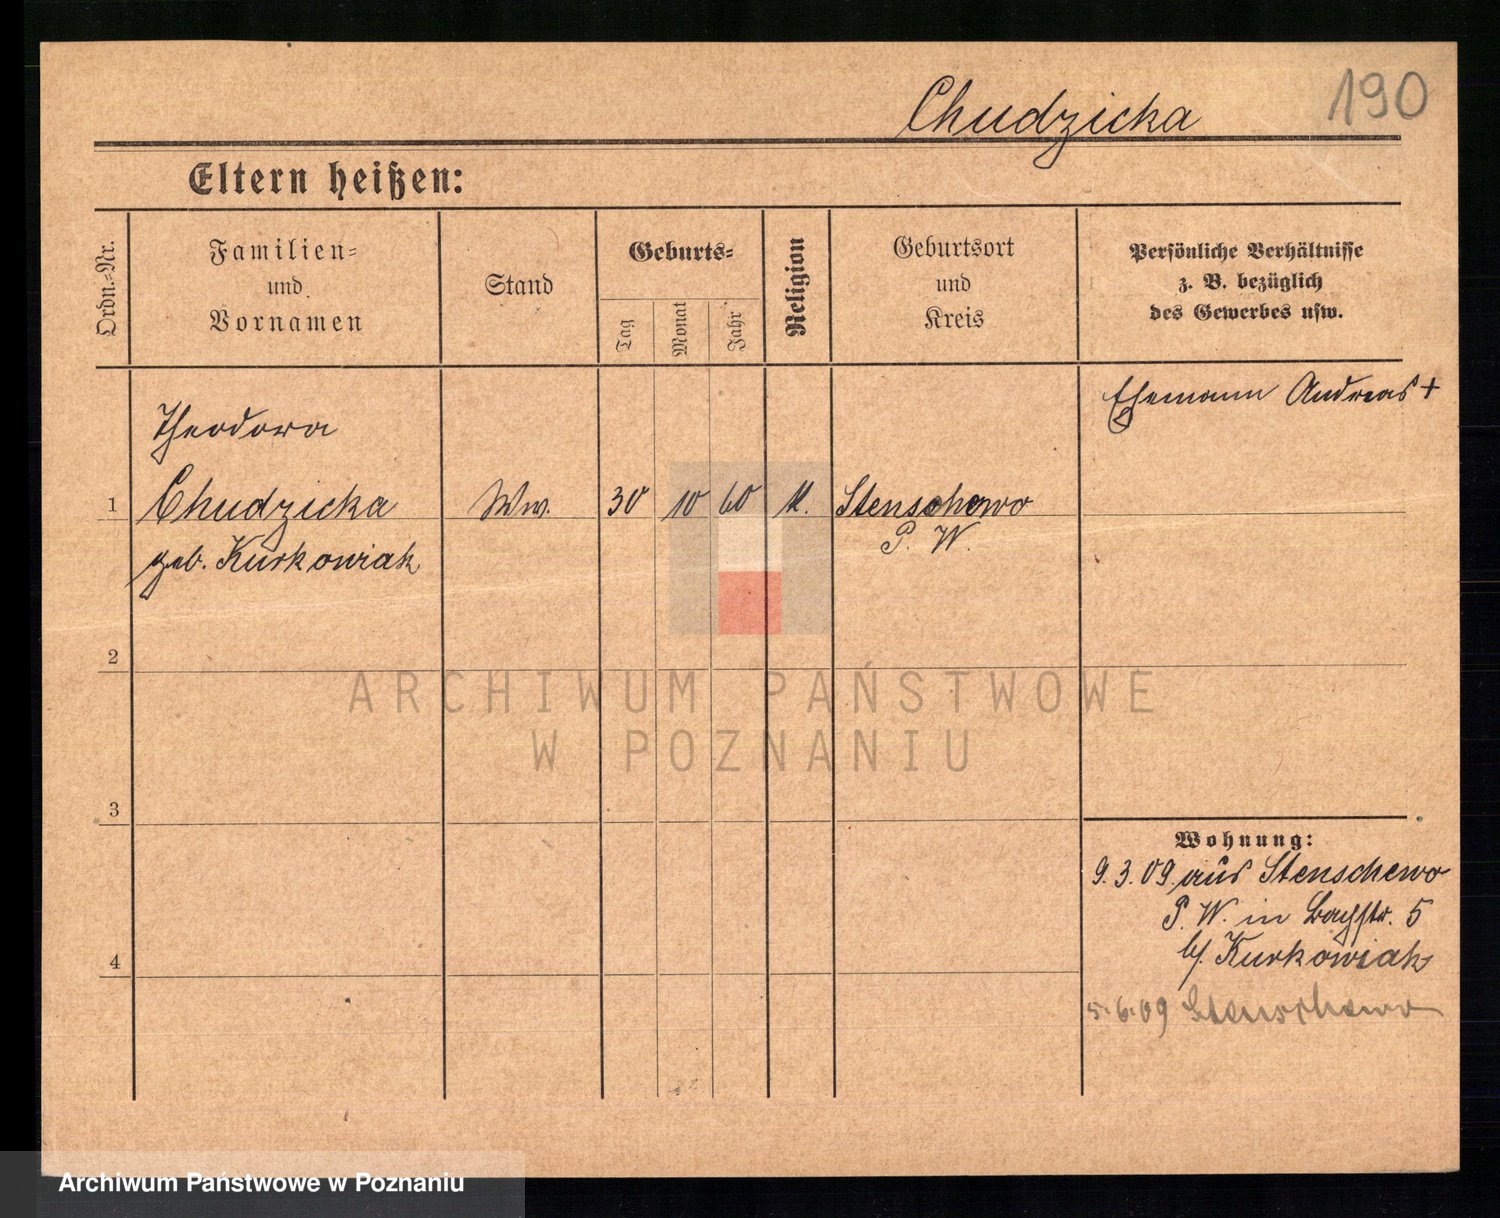 Chudzicka
190
Eltern heißen:
Ordn.-Nr.
Familien-
und
Vornamen
Stand
Geburts-
Tag
Monat
Jahr
Religion
Geburtsort
und
Kreis
Persönliche Verhältnisse
z. B. bezüglich
des Gewerbes usw.
Ehemann Andreas +
Theodora
1 Chudzicka Ww. 30 10 60 k. Stenschewo
P. W.
geb. Kurkowiak
2
3
4
Wohnung:
9.3.09. aus Stenschewo
P. W. in Bachstr. 5
b/. Kurkowiak
5.6.09 Stenschewo
ARCHIWUM PAŃSTWOWE
W POZNANIU
Archiwum Państwowe w Poznaniu